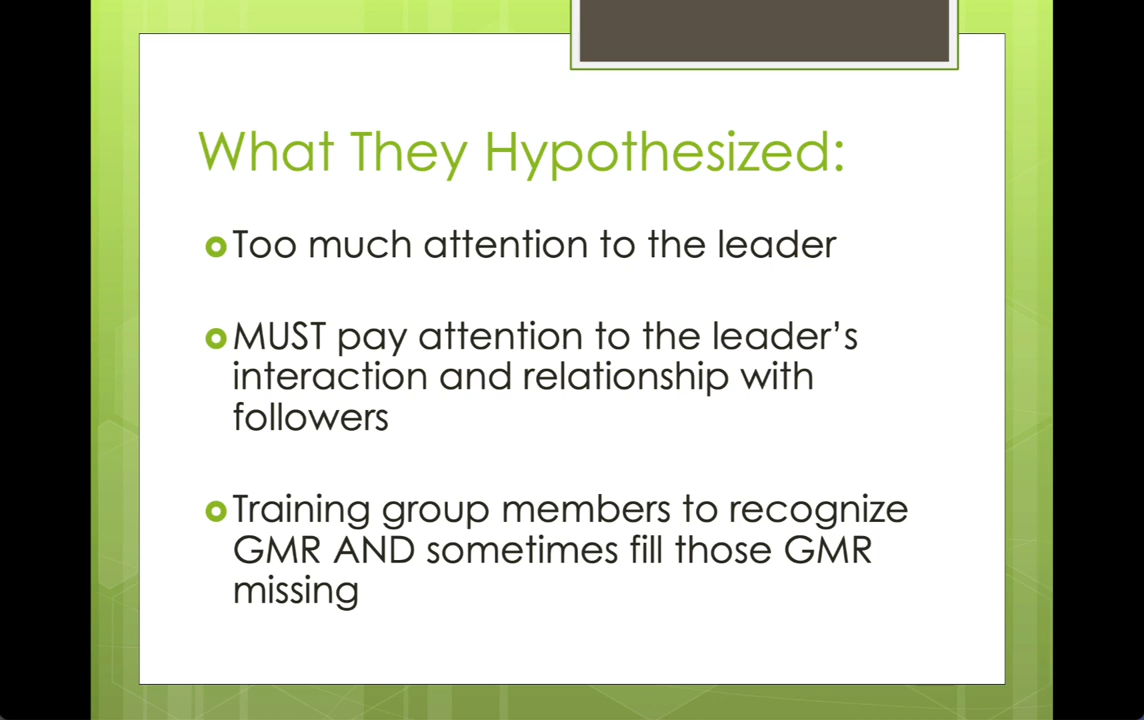 What They Hypothesized:
Too much attention to the leader
MUST pay attention to the leader’s
interaction and relationship with
followers
Training group members to recognize
GMR AND sometimes fill those GMR
missing